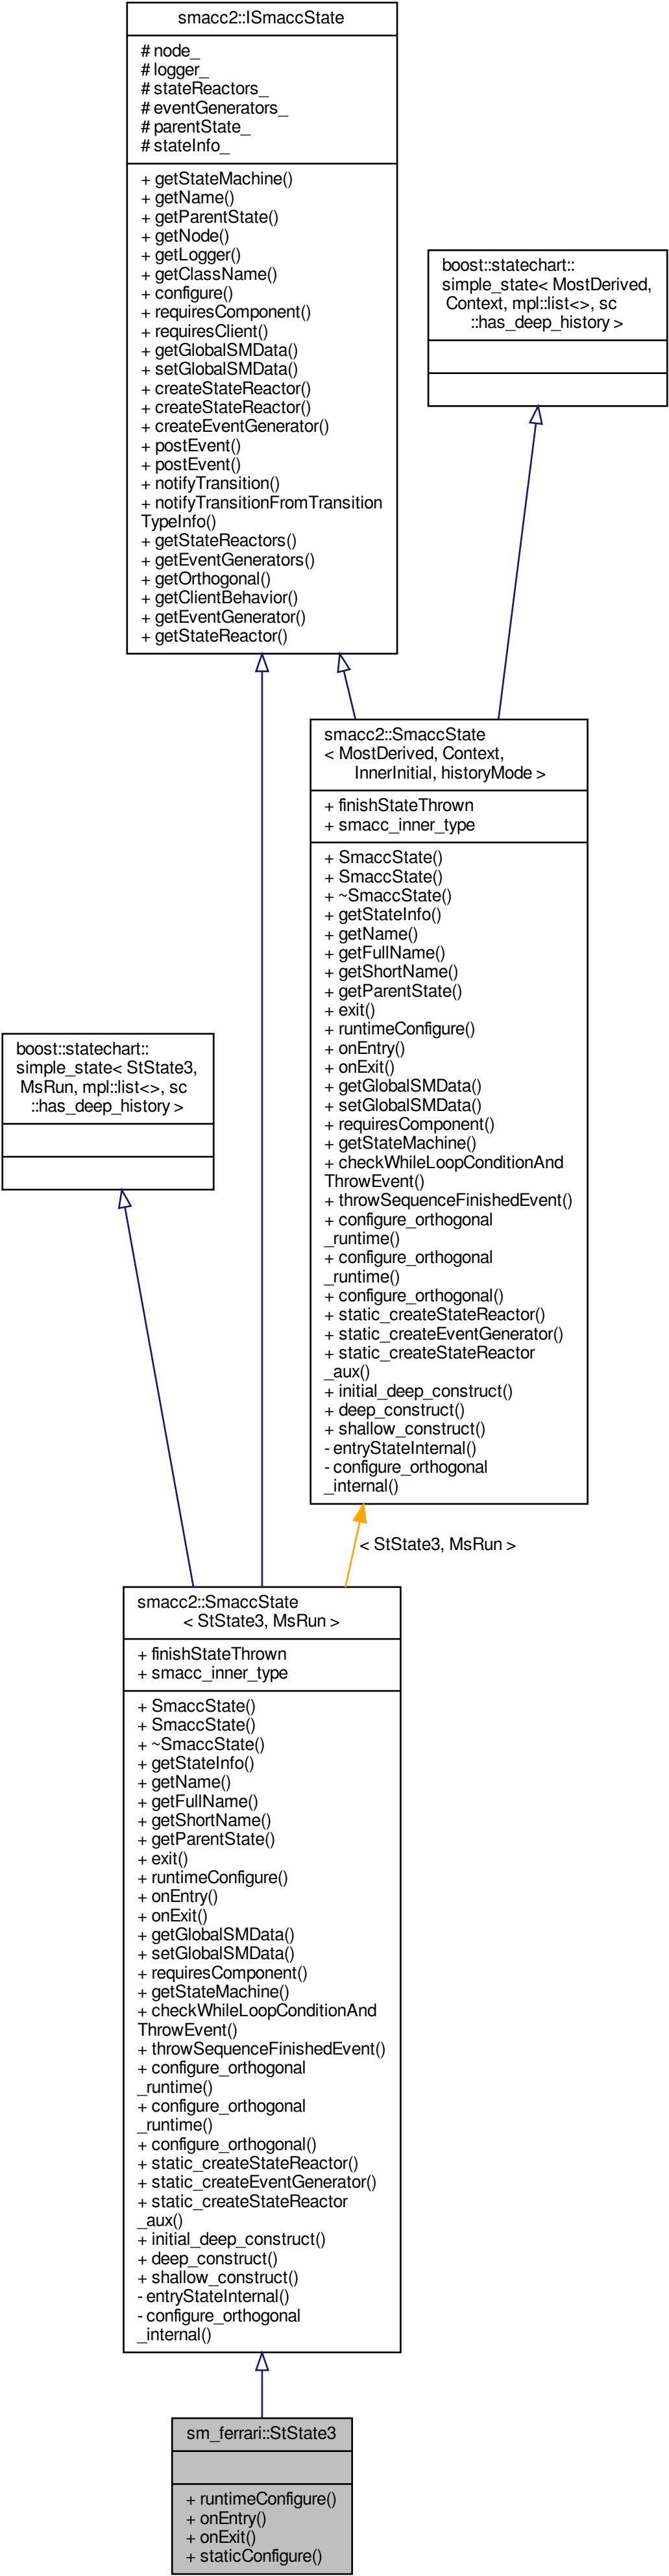 smacc2::ISmaccState
# node_
# logger_
# stateReactors_
# eventGenerators_
# parentState_
# stateInfo_
+ getStateMachine()
+ getName()
+ getParentState()
+ getNode()
+ getLogger()
+ getClassName()
+ configure()
+ requiresComponent()
+ requiresClient()
+ getGlobalSMData()
+ setGlobalSMData()
+ createStateReactor()
+ createStateReactor()
+ createEventGenerator()
+ postEvent()
+ postEvent()
+ notifyTransition()
+ notifyTransitionFromTransition
TypeInfo()
+ getStateReactors()
+ getEventGenerators()
+ getOrthogonal()
+ getClientBehavior()
+ getEventGenerator()
+ getStateReactor()
boost::statechart::
simple_state< MostDerived,
Context, mpl::list<>, sc
::has_deep_history >
smacc2::SmaccState
< MostDerived, Context,
InnerInitial, historyMode >
+ finishStateThrown
+ smacc_inner_type
+ SmaccState()
+ SmaccState()
+ ~SmaccState()
+ getStateInfo()
+ getName()
+ getFullName()
+ getShortName()
+ getParentState()
+ exit()
+ runtimeConfigure()
+ onEntry()
+ onExit()
+ getGlobalSMData()
+ setGlobalSMData()
+ requiresComponent()
+ getStateMachine()
+ checkWhileLoopConditionAnd
ThrowEvent()
+ throwSequenceFinishedEvent()
+ configure_orthogonal
_runtime()
+ configure_orthogonal
_runtime()
+ configure_orthogonal()
+ static_createStateReactor()
+ static_createEventGenerator()
+ static_createStateReactor
_aux()
+ initial_deep_construct()
+ deep_construct()
+ shallow_construct()
- entryStateInternal()
- configure_orthogonal
_internal()
boost::statechart::
simple_state< StState3,
MsRun, mpl::list<>, sc
::has_deep_history >
< StState3, MsRun >
smacc2::SmaccState
< StState3, MsRun >
+ finishStateThrown
+ smacc_inner_type
+ SmaccState()
+ SmaccState()
+ ~SmaccState()
+ getStateInfo()
+ getName()
+ getFullName()
+ getShortName()
+ getParentState()
+ exit()
+ runtimeConfigure()
+ onEntry()
+ onExit()
+ getGlobalSMData()
+ setGlobalSMData()
+ requiresComponent()
+ getStateMachine()
+ checkWhileLoopConditionAnd
ThrowEvent()
+ throwSequenceFinishedEvent()
+ configure_orthogonal
_runtime()
+ configure_orthogonal
_runtime()
+ configure_orthogonal()
+ static_createStateReactor()
+ static_createEventGenerator()
+ static_createStateReactor
_aux()
+ initial_deep_construct()
+ deep_construct()
+ shallow_construct()
- entryStateInternal()
- configure_orthogonal
_internal()
sm_ferrari::StState3
+ runtimeConfigure()
+ onEntry()
+ onExit()
+ staticConfigure()